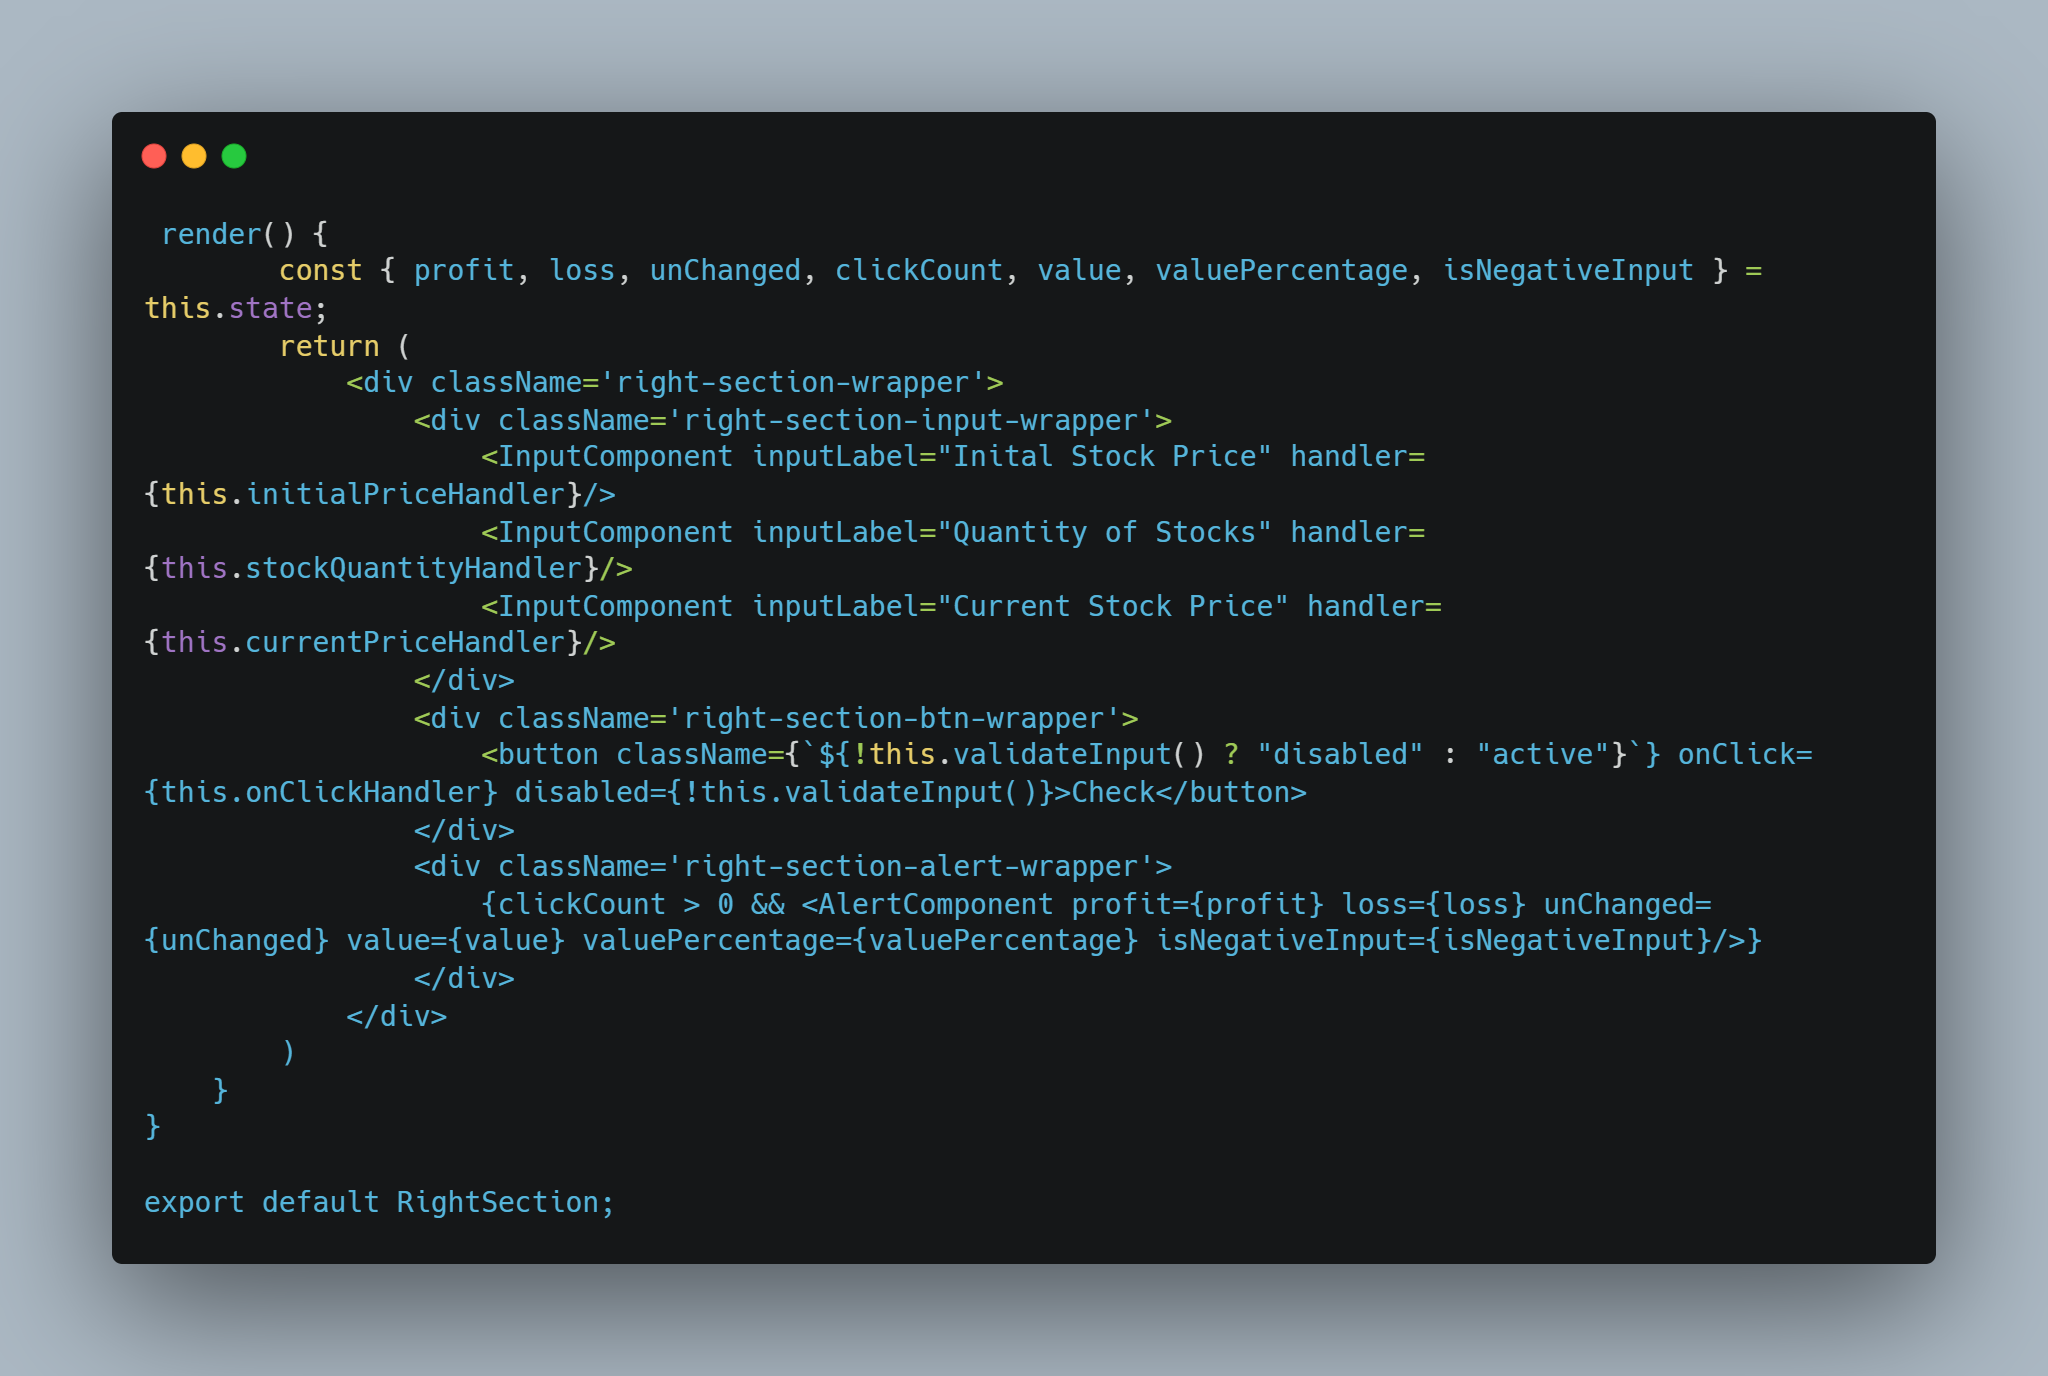 render() {
        const { profit, loss, unChanged, clickCount, value, valuePercentage, isNegativeInput } =
this.state;
        return (
            <div className='right-section-wrapper'>
                <div className='right-section-input-wrapper'>
                    <InputComponent inputLabel="Inital Stock Price" handler=
{this.initialPriceHandler}/>
                    <InputComponent inputLabel="Quantity of Stocks" handler=
{this.stockQuantityHandler}/>
                    <InputComponent inputLabel="Current Stock Price" handler=
{this.currentPriceHandler}/>
                </div>
                <div className='right-section-btn-wrapper'>
                    <button className={`${!this.validateInput() ? "disabled" : "active"}`} onClick=
{this.onClickHandler} disabled={!this.validateInput()}>Check</button>
                </div>
                <div className='right-section-alert-wrapper'>
                    {clickCount > 0 && <AlertComponent profit={profit} loss={loss} unChanged=
{unChanged} value={value} valuePercentage={valuePercentage} isNegativeInput={isNegativeInput}/>}
                </div>
            </div>
        )
    }
}
export default RightSection;